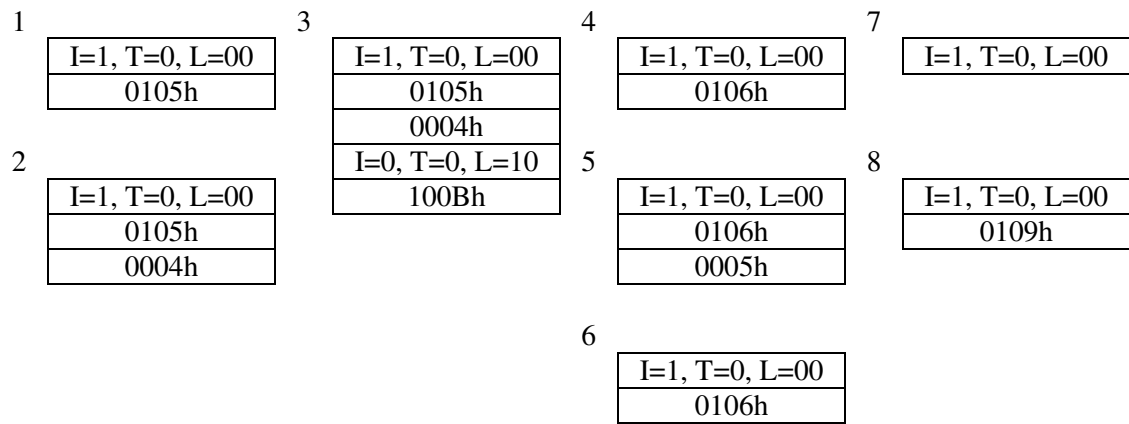 1
I=1, T=0, L=00
0105h
2
I=1, T=0, L=00
0105h
0004h
3
I=1, T=0, L=00
0105h
0004h
I=0, T=0, L=10
100Bh
4
I=1, T=0, L=00
0106h
5
I=1, T=0, L=00
0106h
0005h
6
I=1, T=0, L=00
0106h
7
I=1, T=0, L=00
8
I=1, T=0, L=00
0109h